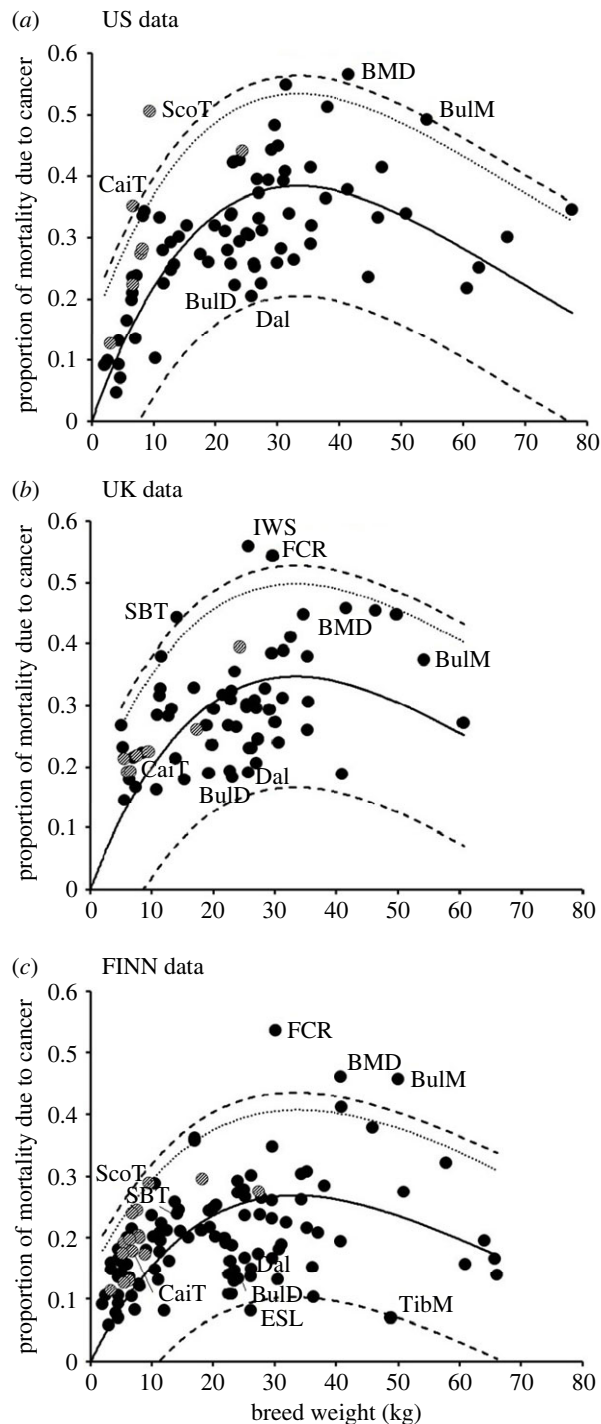 (a) US data
proportion of mortality due to cancer
0.6
0.5
0.4
0.3
0.2
0.1
0
BMD
ScoT
BulM
CaiT
BulD
Dal
0 10 20 30 40 50 60 70 80
(b) UK data
proportion of mortality due to cancer
0.6
0.5
0.4
0.3
0.2
0.1
0
IWS
FCR
SBT
BMD
BulM
CaiT
Dal
BulD
0 10 20 30 40 50 60 70 80
(c) FINN data
proportion of mortality due to cancer
0.6
0.5
0.4
0.3
0.2
0.1
0
FCR
BMD
BulM
ScoT
SBT
Dal
CaiT
BulD
ESL
TibM
0 10 20 30 40 50 60 70 80
breed weight (kg)